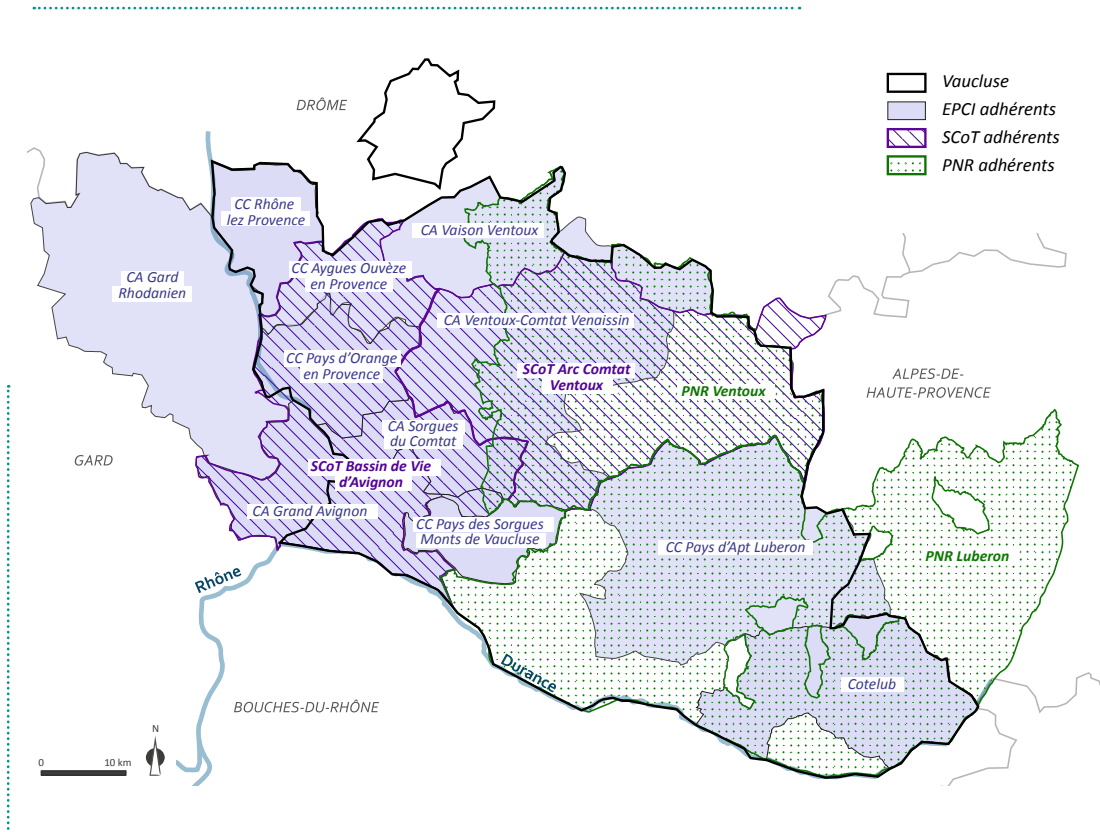 Vaucluse
EPCI adhérents
SCoT adhérents
PNR adhérents
DRÔME
CC Rhône
lez Provence
CA Vaison Ventoux
CA Gard
Rhodanien
CC Aygues Ouvèze
en Provence
CA Ventoux-Comtat Venaissin
CC Pays d'Orange
en Provence
SCoT Arc Comtat
Ventoux
PNR Ventoux
ALPES-DE-
HAUTE-PROVENCE
CA Sorgues
du Comtat
GARD
SCoT Bassin de Vie
d'Avignon
CA Grand Avignon
CC Pays des Sorgues
Monts de Vaucluse
CC Pays d'Apt Luberon
PNR Luberon
Rhône
Durance
Cotelub
BOUCHES-DU-RHÔNE
N
0 10 km